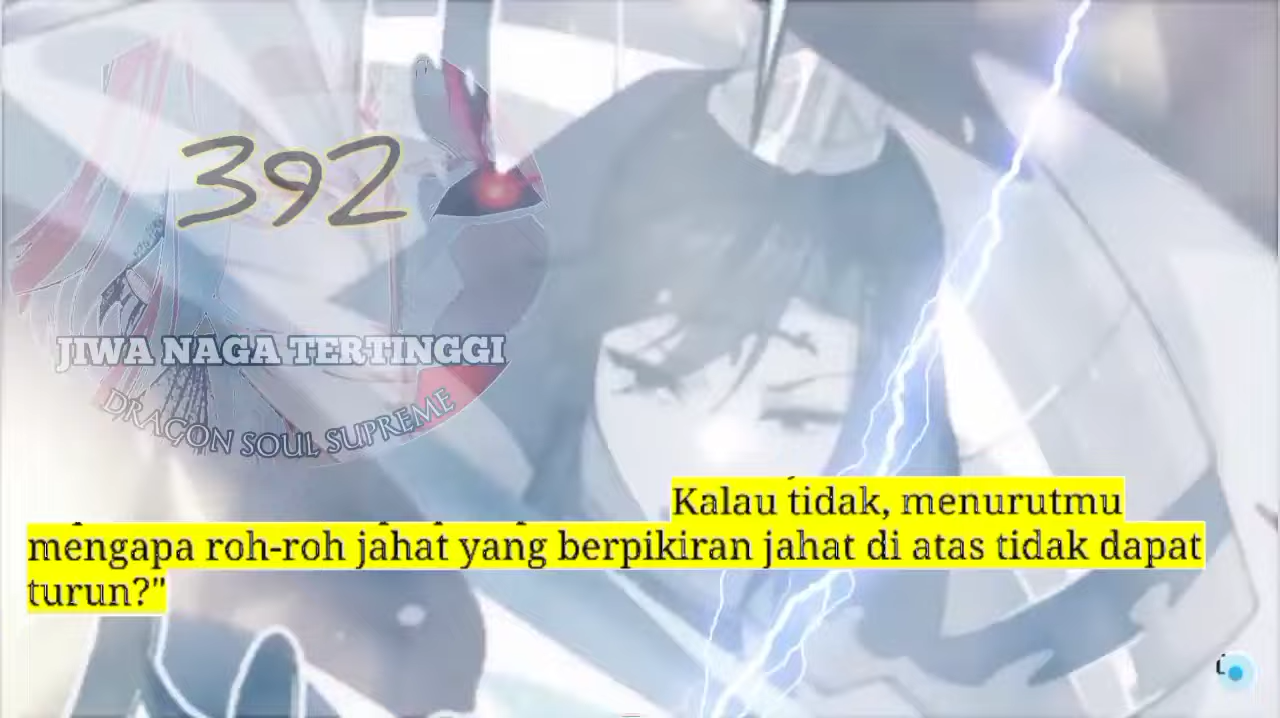 392
JIWA NAGA TERTINGGI
DRAGON SOUL SUPREME
Kalau tidak, menurutmu
mengapa roh-roh jahat yang berpikiran jahat di atas tidak dapat
turun?"